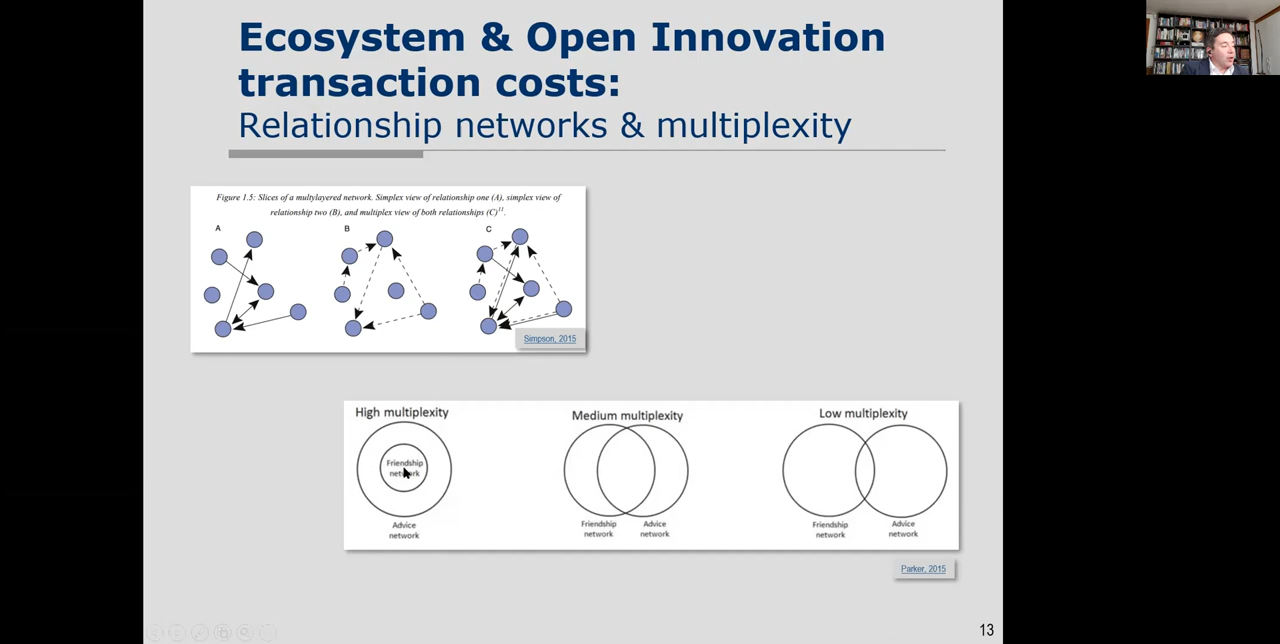 Ecosystem & Open Innovation
transaction costs:
Relationship networks & multiplexity
Figure 1.5: Slices of a multylayered network. Simplex view of relationship one (A), simplex view of
relationship two (B), and multiplex view of both relationships (C)11.
A B C
Simpson, 2015
High multiplexity
Friendship
network
Advice
network
Medium multiplexity
Friendship
network
Advice
network
Low multiplexity
Friendship
network
Advice
network
Parker, 2015
13